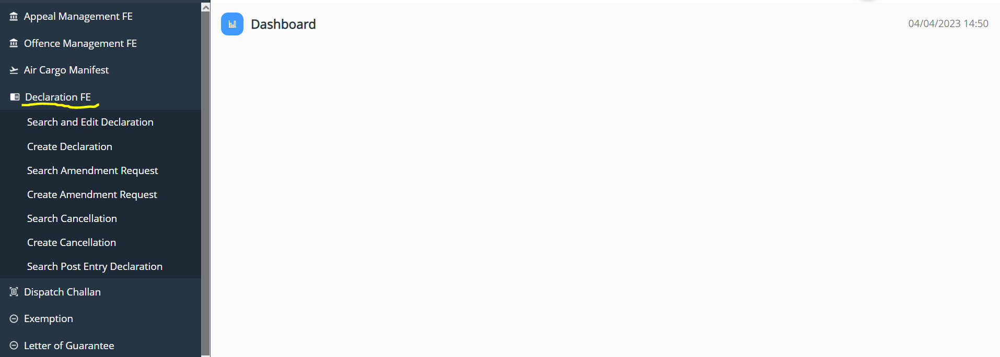 Appeal Management FE
Offence Management FE
Air Cargo Manifest
Declaration FE
Search and Edit Declaration
Create Declaration
Search Amendment Request
Create Amendment Request
Search Cancellation
Create Cancellation
Search Post Entry Declaration
Dispatch Challan
Exemption
Letter of Guarantee
Dashboard
04/04/2023 14:50